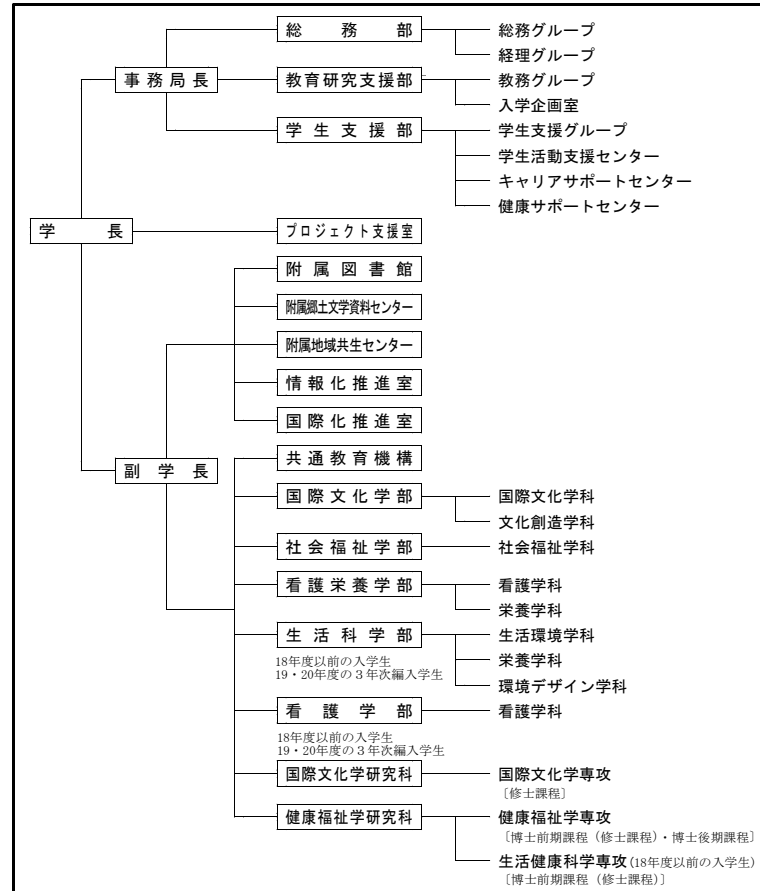 総務部
総務グループ
経理グループ
事務局長
教育研究支援部
教務グループ
入学企画室
学生支援部
学生支援グループ
学生活動支援センター
キャリアサポートセンター
健康サポートセンター
学長
プロジェクト支援室
附属図書館
附属郷土文学資料センター
附属地域共生センター
情報化推進室
国際化推進室
副学長
共通教育機構
国際文化学部
国際文化学科
文化創造学科
社会福祉学部
社会福祉学科
看護栄養学部
看護学科
栄養学科
生活科学部
18年度以前の入学生
19・20年度の3年次編入学生
生活環境学科
栄養学科
環境デザイン学科
看護学部
18年度以前の入学生
19・20年度の3年次編入学生
看護学科
国際文化学研究科
国際文化学専攻
〔修士課程〕
健康福祉学研究科
健康福祉学専攻
〔博士前期課程（修士課程）・博士後期課程〕
生活健康科学専攻(18年度以前の入学生)
〔博士前期課程（修士課程）〕